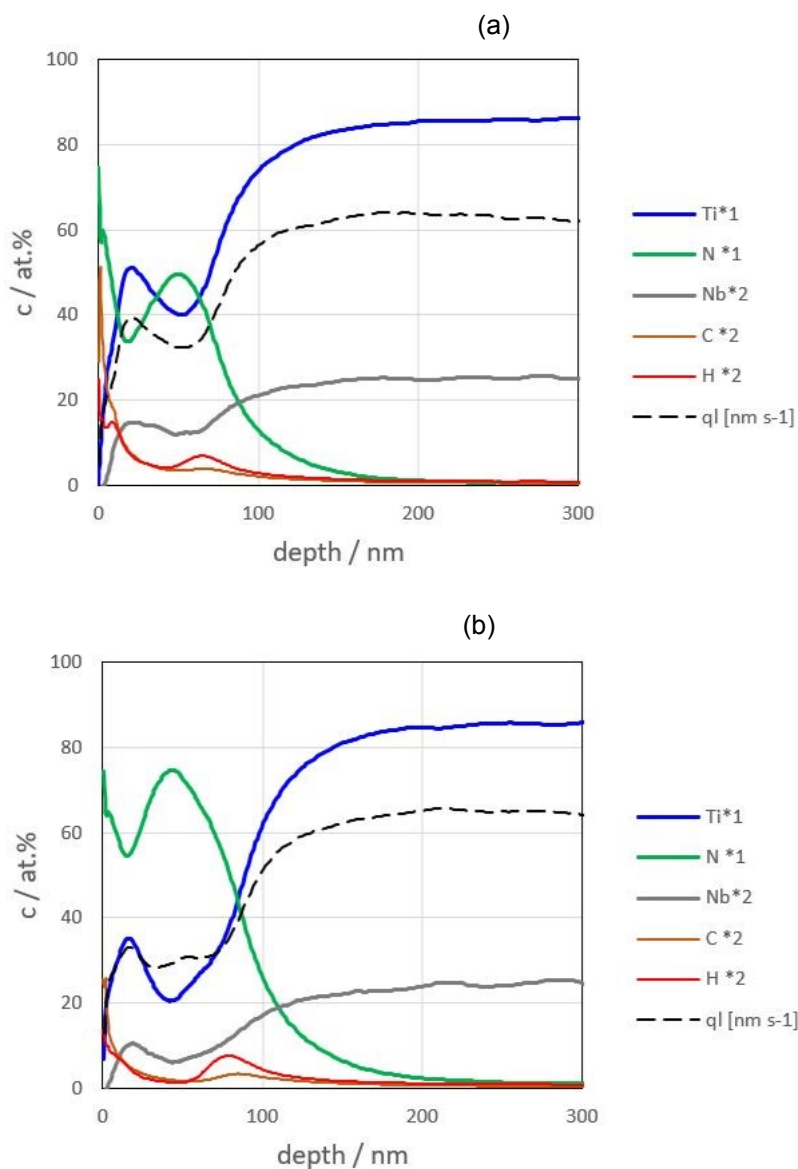 (a)
100
80
60
40
20
0
c / at.%
0
100
200
300
depth / nm
Ti*1
N *1
Nb*2
C *2
H *2
ql [nm s-1]
(b)
100
80
60
40
20
0
c / at.%
0
100
200
300
depth / nm
Ti*1
N *1
Nb*2
C *2
H *2
ql [nm s-1]